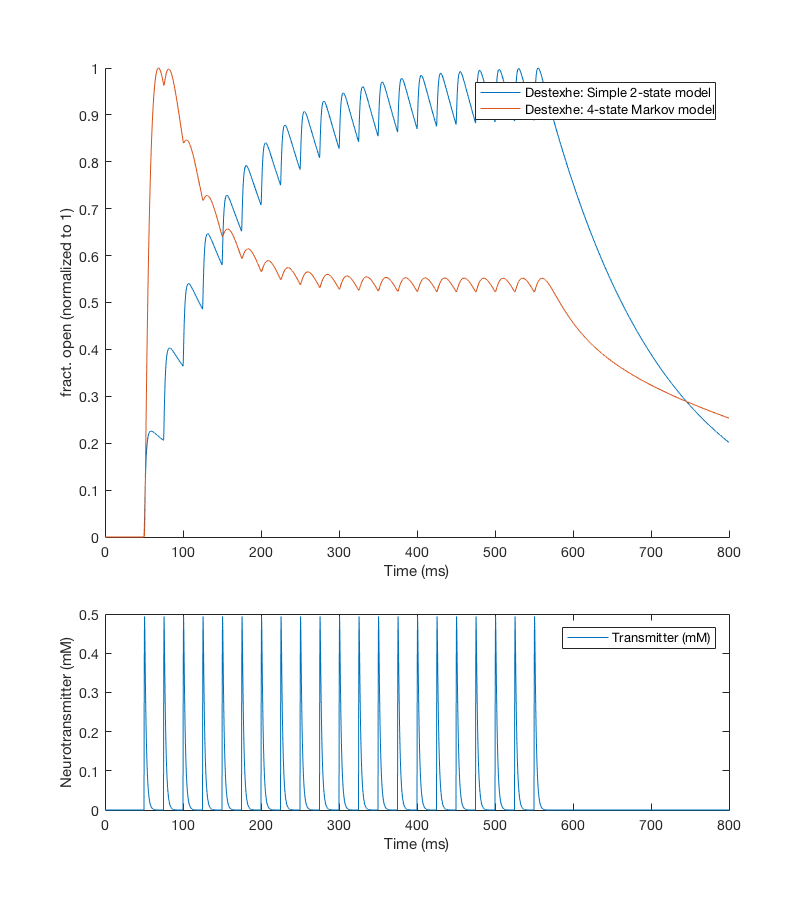 1
0.9
0.8
0.7
0.6
0.5
0.4
0.3
0.2
0.1
0
fract. open (normalized to 1)
Destexhe: Simple 2-state model
Destexhe: 4-state Markov model
0 100 200 300 400 500 600 700 800
Time (ms)
0.5
0.4
0.3
0.2
0.1
0
Neurotransmitter (mM)
Transmitter (mM)
0 100 200 300 400 500 600 700 800
Time (ms)